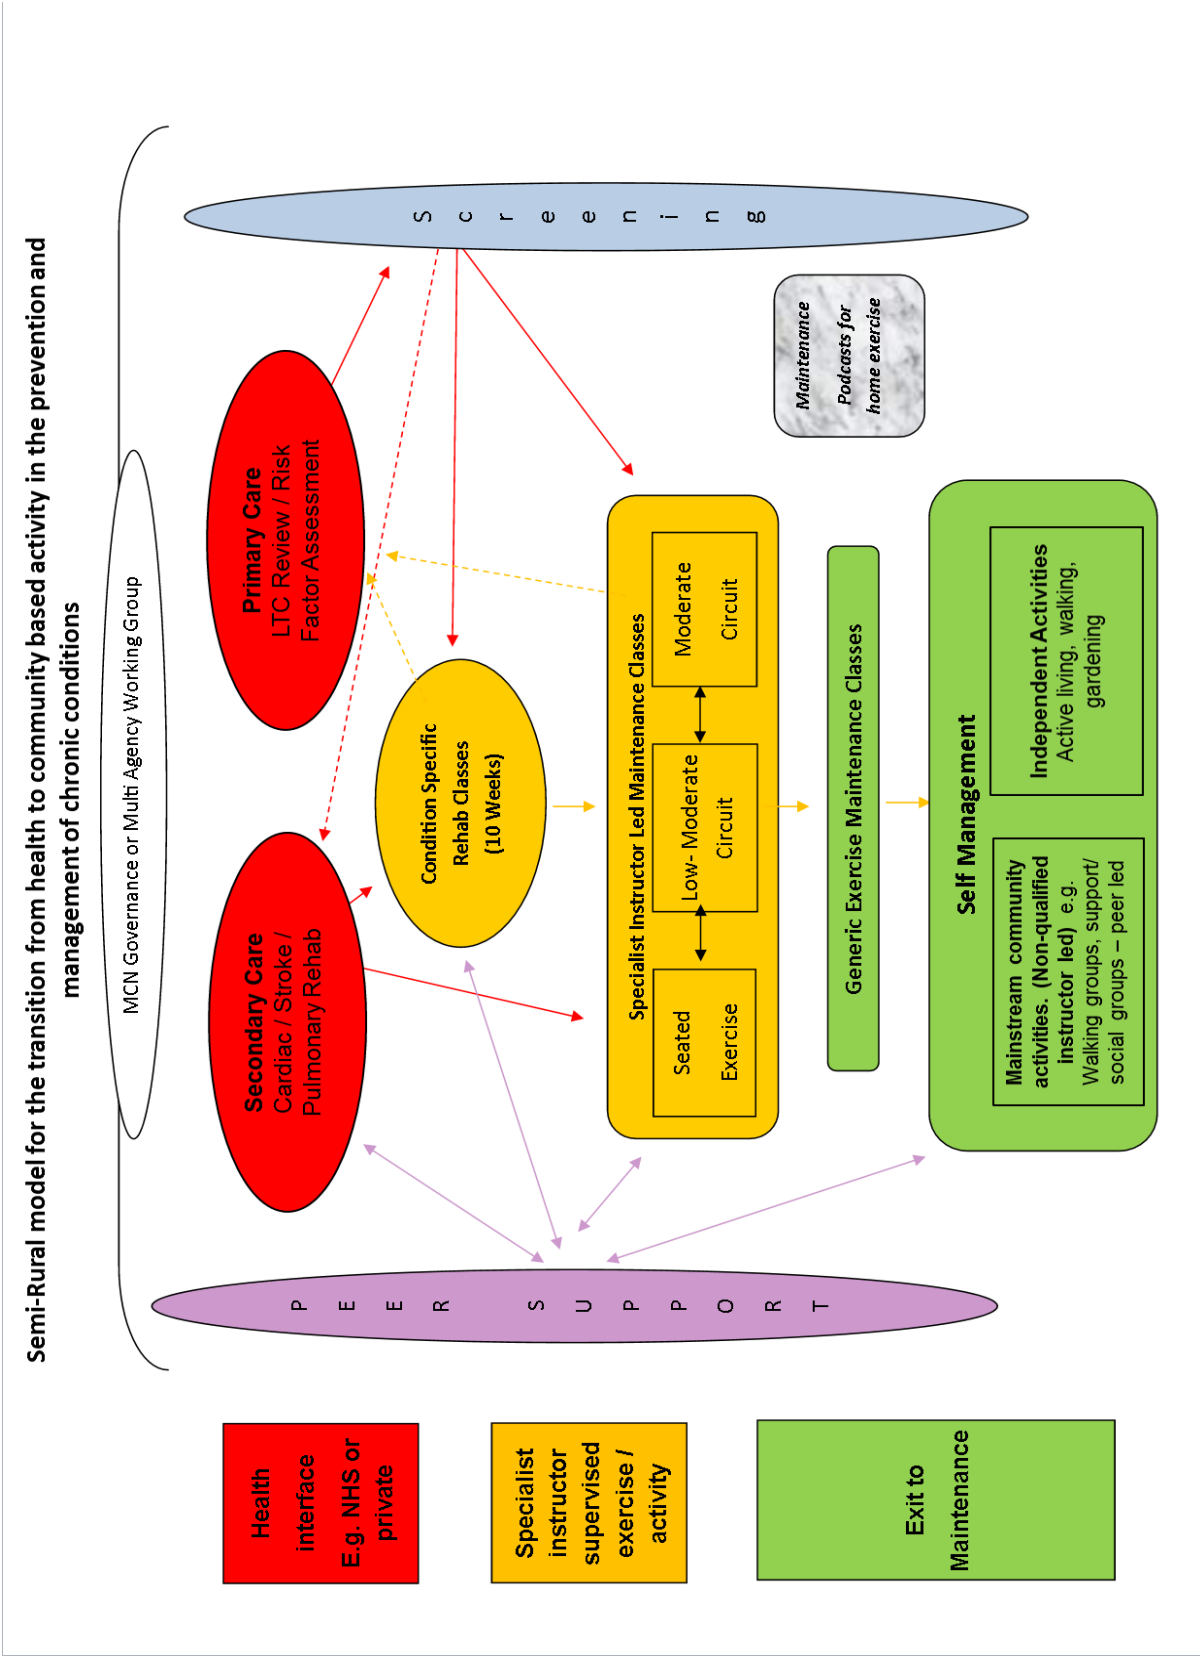 Semi-Rural model for the transition from health to community based activity in the prevention and
management of chronic conditions
MCN Governance or Multi Agency Working Group
Health
interface
E.g. NHS or
private
Specialist
instructor
supervised
exercise /
activity
Exit to
Maintenance
PEER SUPPORT
Secondary Care
Cardiac / Stroke /
Pulmonary Rehab
Primary Care
LTC Review / Risk
Factor Assessment
Condition Specific
Rehab Classes
(10 Weeks)
Specialist Instructor Led Maintenance Classes
Seated
Exercise
Low- Moderate
Circuit
Moderate
Circuit
Generic Exercise Maintenance Classes
Self Management
Mainstream community
activities. (Non-qualified
instructor led) e.g.
Walking groups, support/
social groups – peer led
Independent Activities
Active living, walking,
gardening
Maintenance
Podcasts for
home exercise
Screening